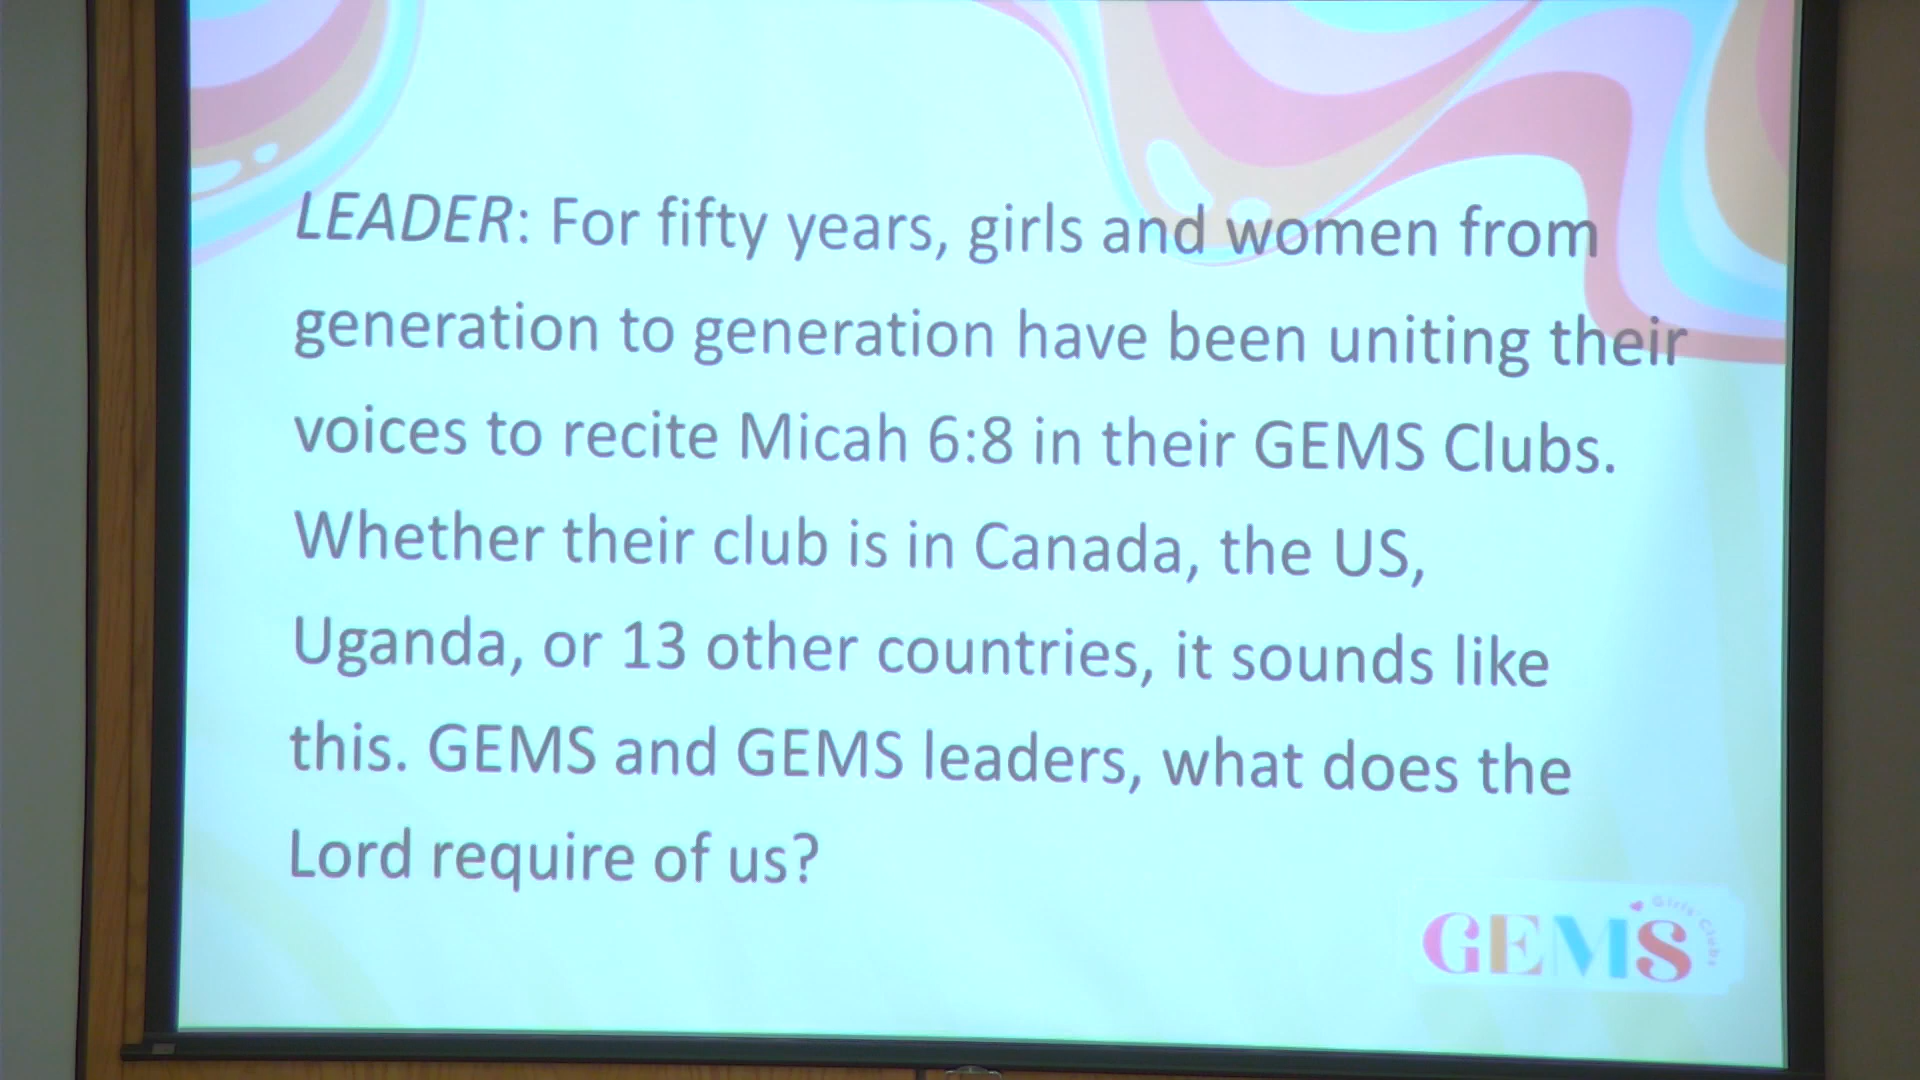 LEADER: For fifty years, girls and women from
generation to generation have been uniting their
voices to recite Micah 6:8 in their GEMS Clubs.
Whether their club is in Canada, the US,
Uganda, or 13 other countries, it sounds like
this. GEMS and GEMS leaders, what does the
Lord require of us?
Girls' Clubs
GEMS